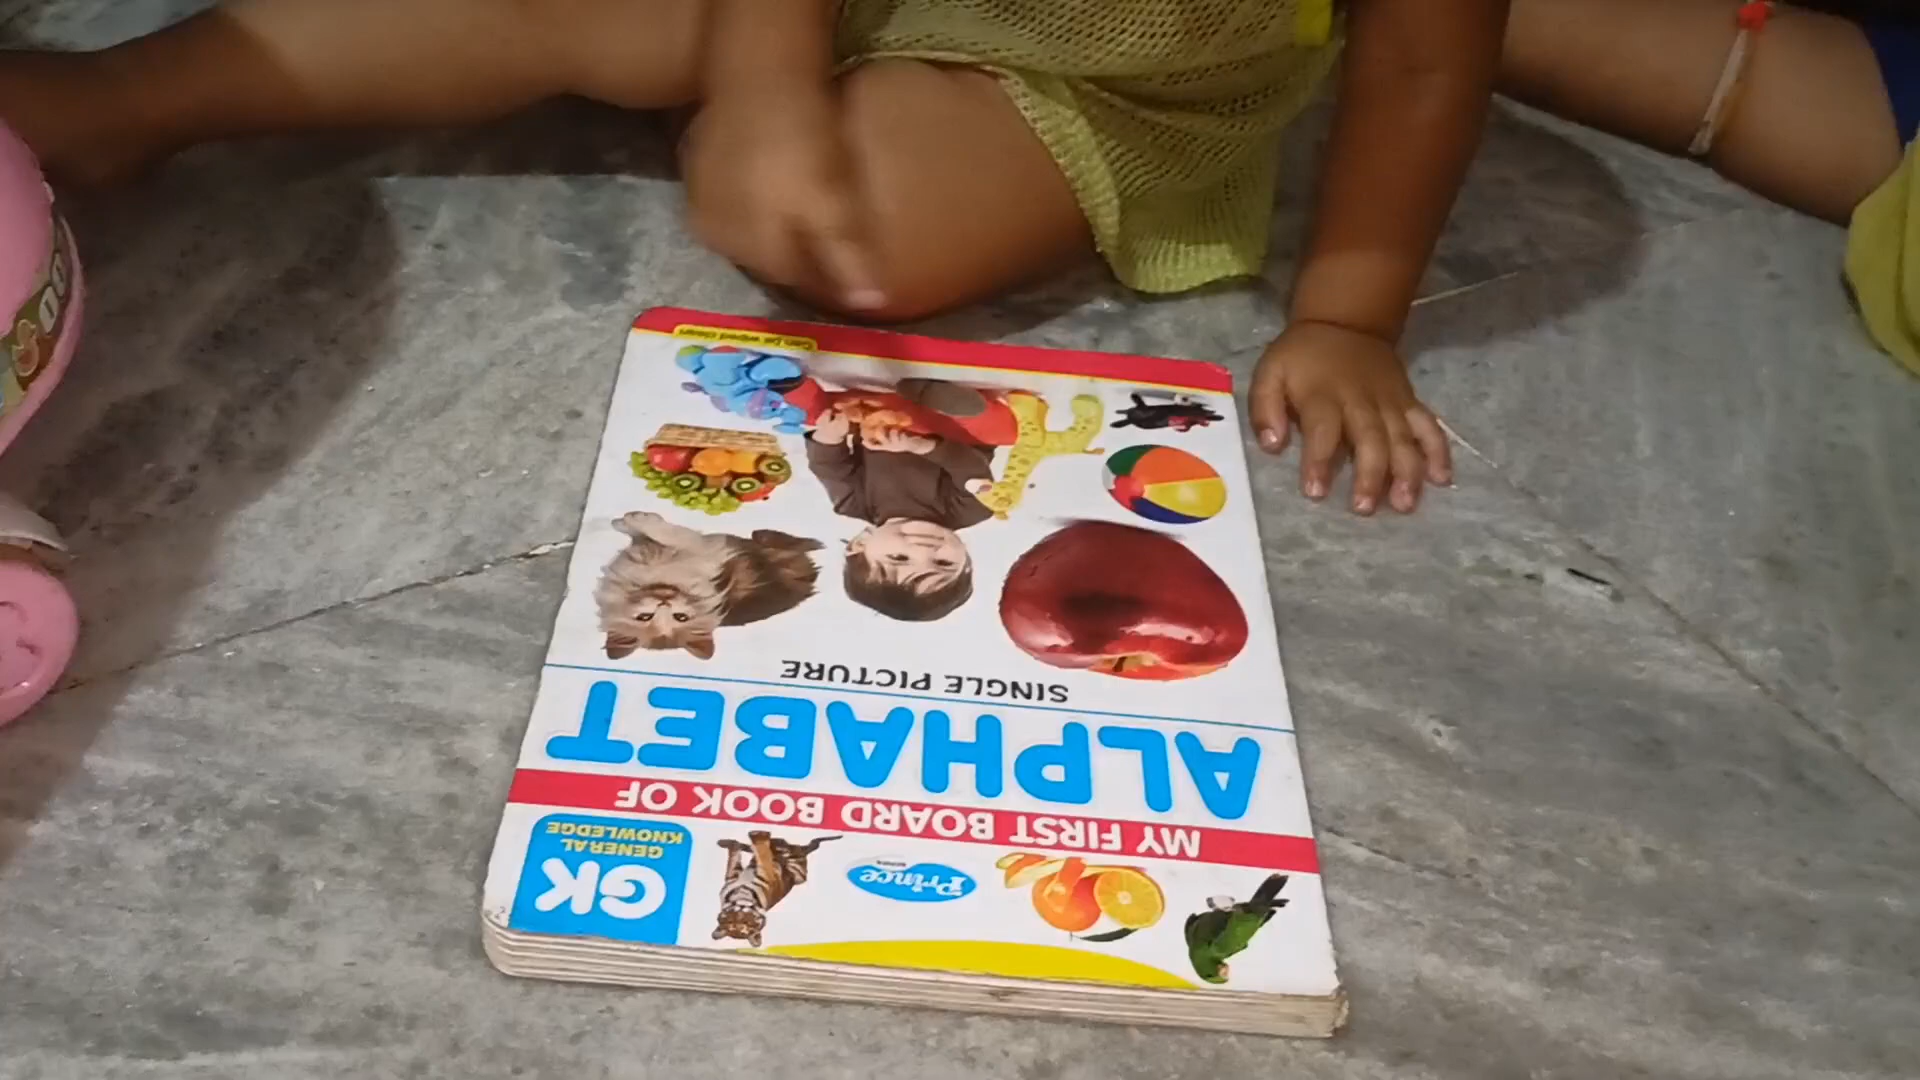 GK
GENERAL
KNOWLEDGE
Prince
MY FIRST BOARD BOOK OF
ALPHABET
SINGLE PICTURE
Can be wiped clean